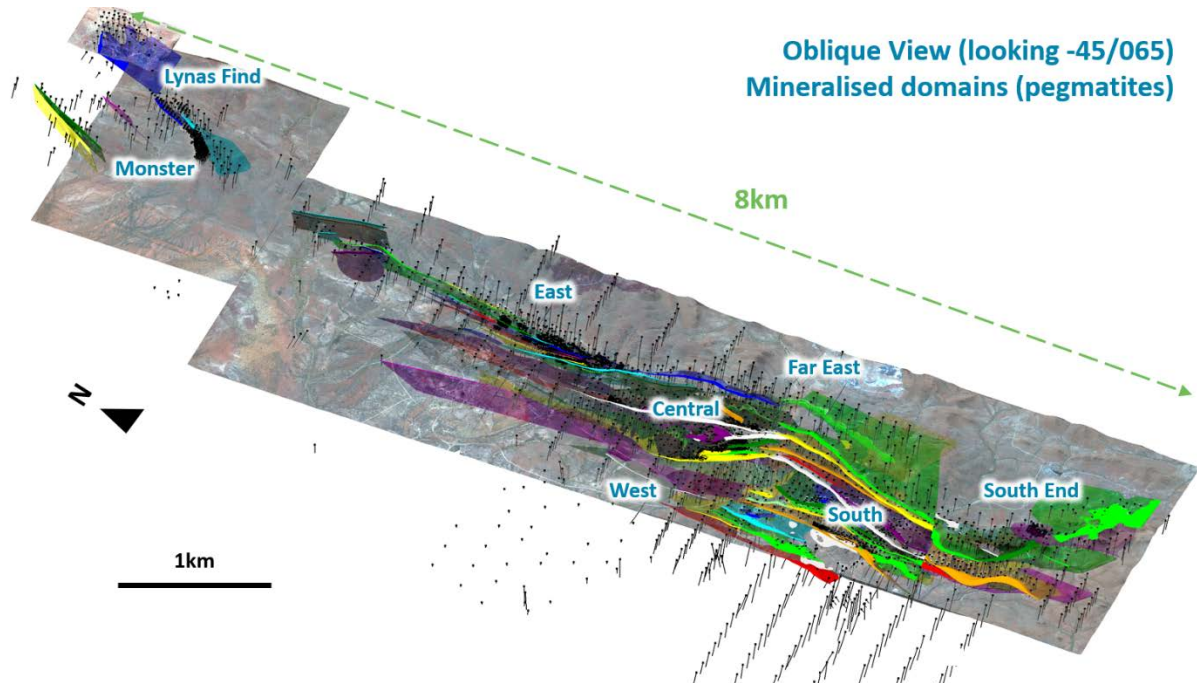 Oblique View (looking -45/065)
Mineralised domains (pegmatites)
Lynas Find
Monster
8km
East
Far East
Central
N
West
South
South End
1km